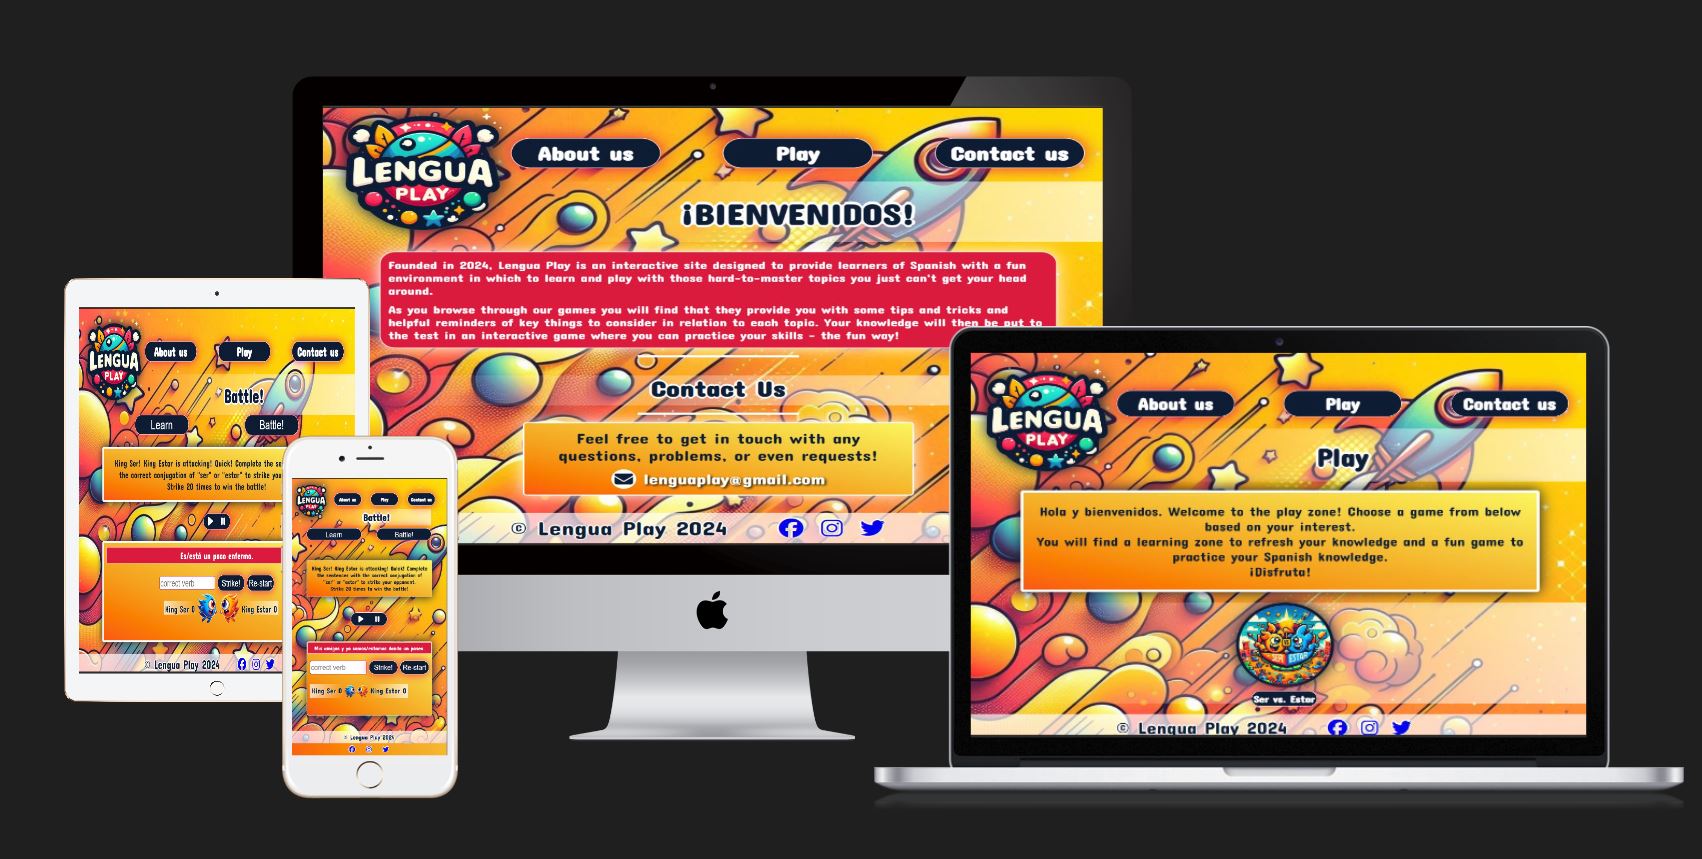 LENGUA
PLAY
About us
Play
Contact us
¡BIENVENIDOS!
Founded in 2024, Lengua Play is an interactive site designed to provide learners of Spanish with a fun
environment in which to learn and play with those hard-to-master topics you just can't get your head
around.
As you browse through our games you will find that they provide you with some tips and tricks and
helpful reminders of key things to consider in relation to each topic. Your knowledge will then be put to
the test in an interactive game where you can practice your skills - the fun way!
Contact Us
Feel free to get in touch with any
questions, problems, or even requests!
lenguaplay@gmail.com
© Lengua Play 2024
LENGUA
PLAY
About us
Play
Contact us
Battle!
Learn
Battle!
King Ser! King Estar is attacking! Quick! Complete the se
the correct conjugation of "ser" or "estar" to strike you
Strike 20 times to win the battle!
Es/está un poco enfermo.
correct verb
Strike!
Re-start
King Ser 0
King Estar 0
© Lengua Play 2024
LENGUA
PLAY
About us
Play
Contact us
Battle!
Learn
Battle!
King Ser! King Estar is attacking! Quick! Complete
the sentences with the correct conjugation of
"ser" or "estar" to strike your opponent.
Strike 20 times to win the battle!
Mis amigos y yo somos/estamos dando un paseo
correct verb
Strike!
Re-start
King Ser 0
King Estar 0
© Lengua Play 2024
LENGUA
PLAY
About us
Play
Contact us
Play
Hola y bienvenidos. Welcome to the play zone! Choose a game from below
based on your interest.
You will find a learning zone to refresh your knowledge and a fun game to
practice your Spanish knowledge.
¡Disfruta!
SER
ESTAR
Ser vs. Estar
© Lengua Play 2024